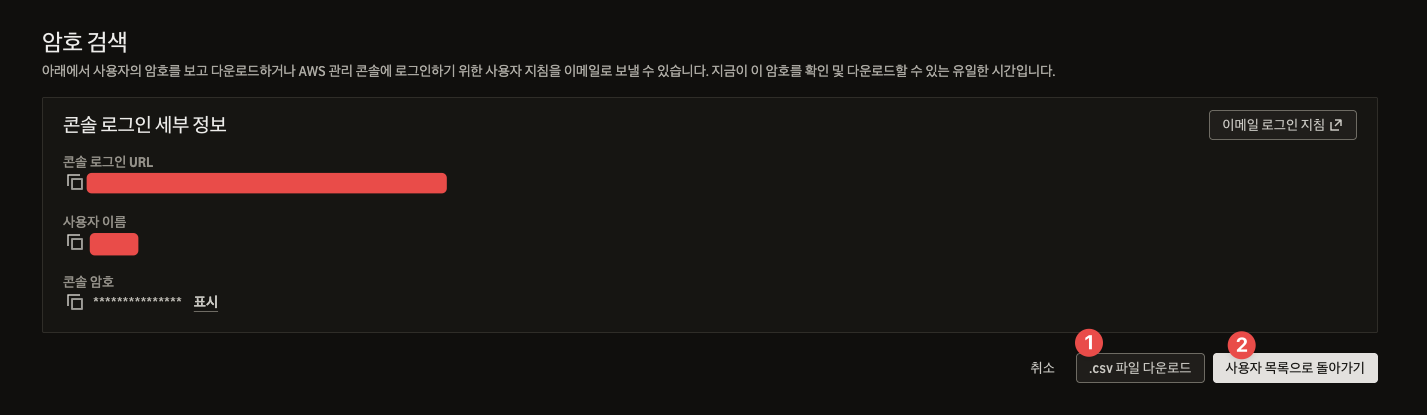 암호 검색
아래에서 사용자의 암호를 보고 다운로드하거나 AWS 관리 콘솔에 로그인하기 위한 사용자 지침을 이메일로 보낼 수 있습니다. 지금이 이 암호를 확인 및 다운로드할 수 있는 유일한 시간입니다.
콘솔 로그인 세부 정보
이메일 로그인 지침
콘솔 로그인 URL
사용자 이름
콘솔 암호
*************** 표시
1 2
취소 .csv 파일 다운로드 사용자 목록으로 돌아가기